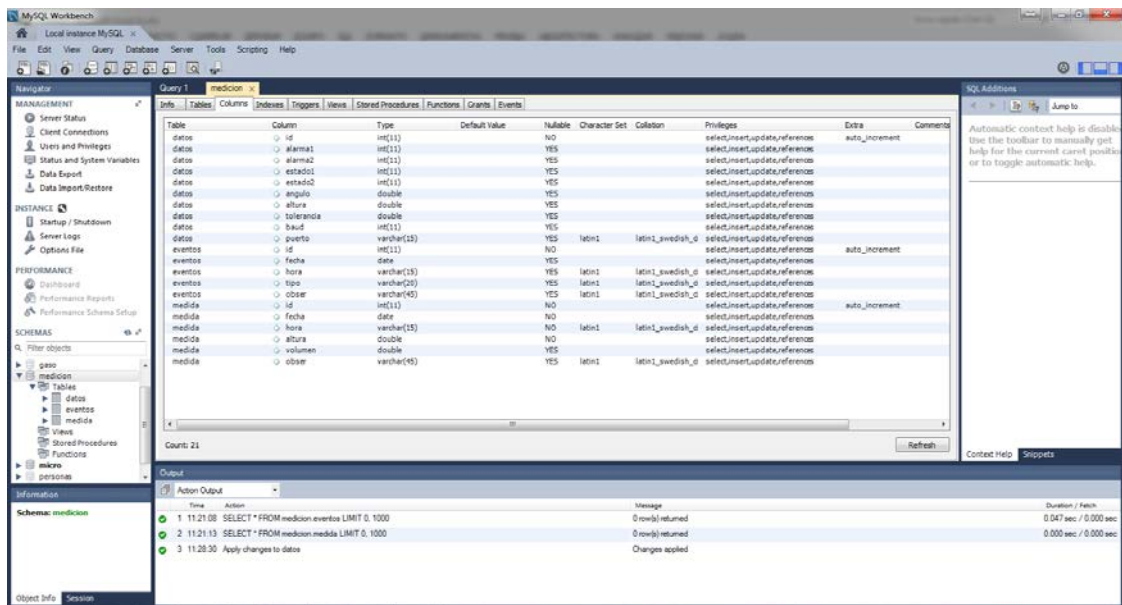 MySQL Workbench
Local instance MySQL ×
File Edit View Query Database Server Tools Scripting Help
Navigator
MANAGEMENT
Server Status
Client Connections
Users and Privileges
Status and System Variables
Data Export
Data Import/Restore
INSTANCE
Startup / Shutdown
Server Logs
Options File
PERFORMANCE
Dashboard
Performance Reports
Performance Schema Setup
SCHEMAS
Filter objects
gaso
medicion
Tables
datos
eventos
medida
Views
Stored Procedures
Functions
micro
personas
Information
Schema: medicion
Object Info Session
Query 1 medicion ×
Info Tables Columns Indexes Triggers Views Stored Procedures Functions Grants Events
Table Column Type Default Value Nullable Character Set Collation Privileges Extra Comments
datos id int(11) NO select,insert,update,references auto_increment
datos alarma1 int(11) YES select,insert,update,references
datos alarma2 int(11) YES select,insert,update,references
datos estado1 int(11) YES select,insert,update,references
datos estado2 int(11) YES select,insert,update,references
datos angulo double YES select,insert,update,references
datos altura double YES select,insert,update,references
datos tolerancia double YES select,insert,update,references
datos baud int(11) YES select,insert,update,references
datos puerto varchar(15) YES latin1 latin1_swedish_ci select,insert,update,references
eventos id int(11) NO select,insert,update,references auto_increment
eventos fecha date YES select,insert,update,references
eventos hora varchar(15) YES latin1 latin1_swedish_ci select,insert,update,references
eventos tipo varchar(20) YES latin1 latin1_swedish_ci select,insert,update,references
eventos obser varchar(45) YES latin1 latin1_swedish_ci select,insert,update,references
medida id int(11) NO select,insert,update,references auto_increment
medida fecha date NO select,insert,update,references
medida hora varchar(15) NO latin1 latin1_swedish_ci select,insert,update,references
medida altura double NO select,insert,update,references
medida volumen double YES select,insert,update,references
medida obser varchar(45) YES latin1 latin1_swedish_ci select,insert,update,references
Count: 21
Refresh
Output
Action Output
Time Action Message Duration / Fetch
1 11:21:08 SELECT * FROM medicion.eventos LIMIT 0, 1000 0 row(s) returned 0.047 sec / 0.000 sec
2 11:21:13 SELECT * FROM medicion.medida LIMIT 0, 1000 0 row(s) returned 0.000 sec / 0.000 sec
3 11:28:30 Apply changes to datos Changes applied
SQL Additions
Jump to
Automatic context help is disable
Use the toolbar to manually get
help for the current caret positio
or to toggle automatic help.
Context Help Snippets